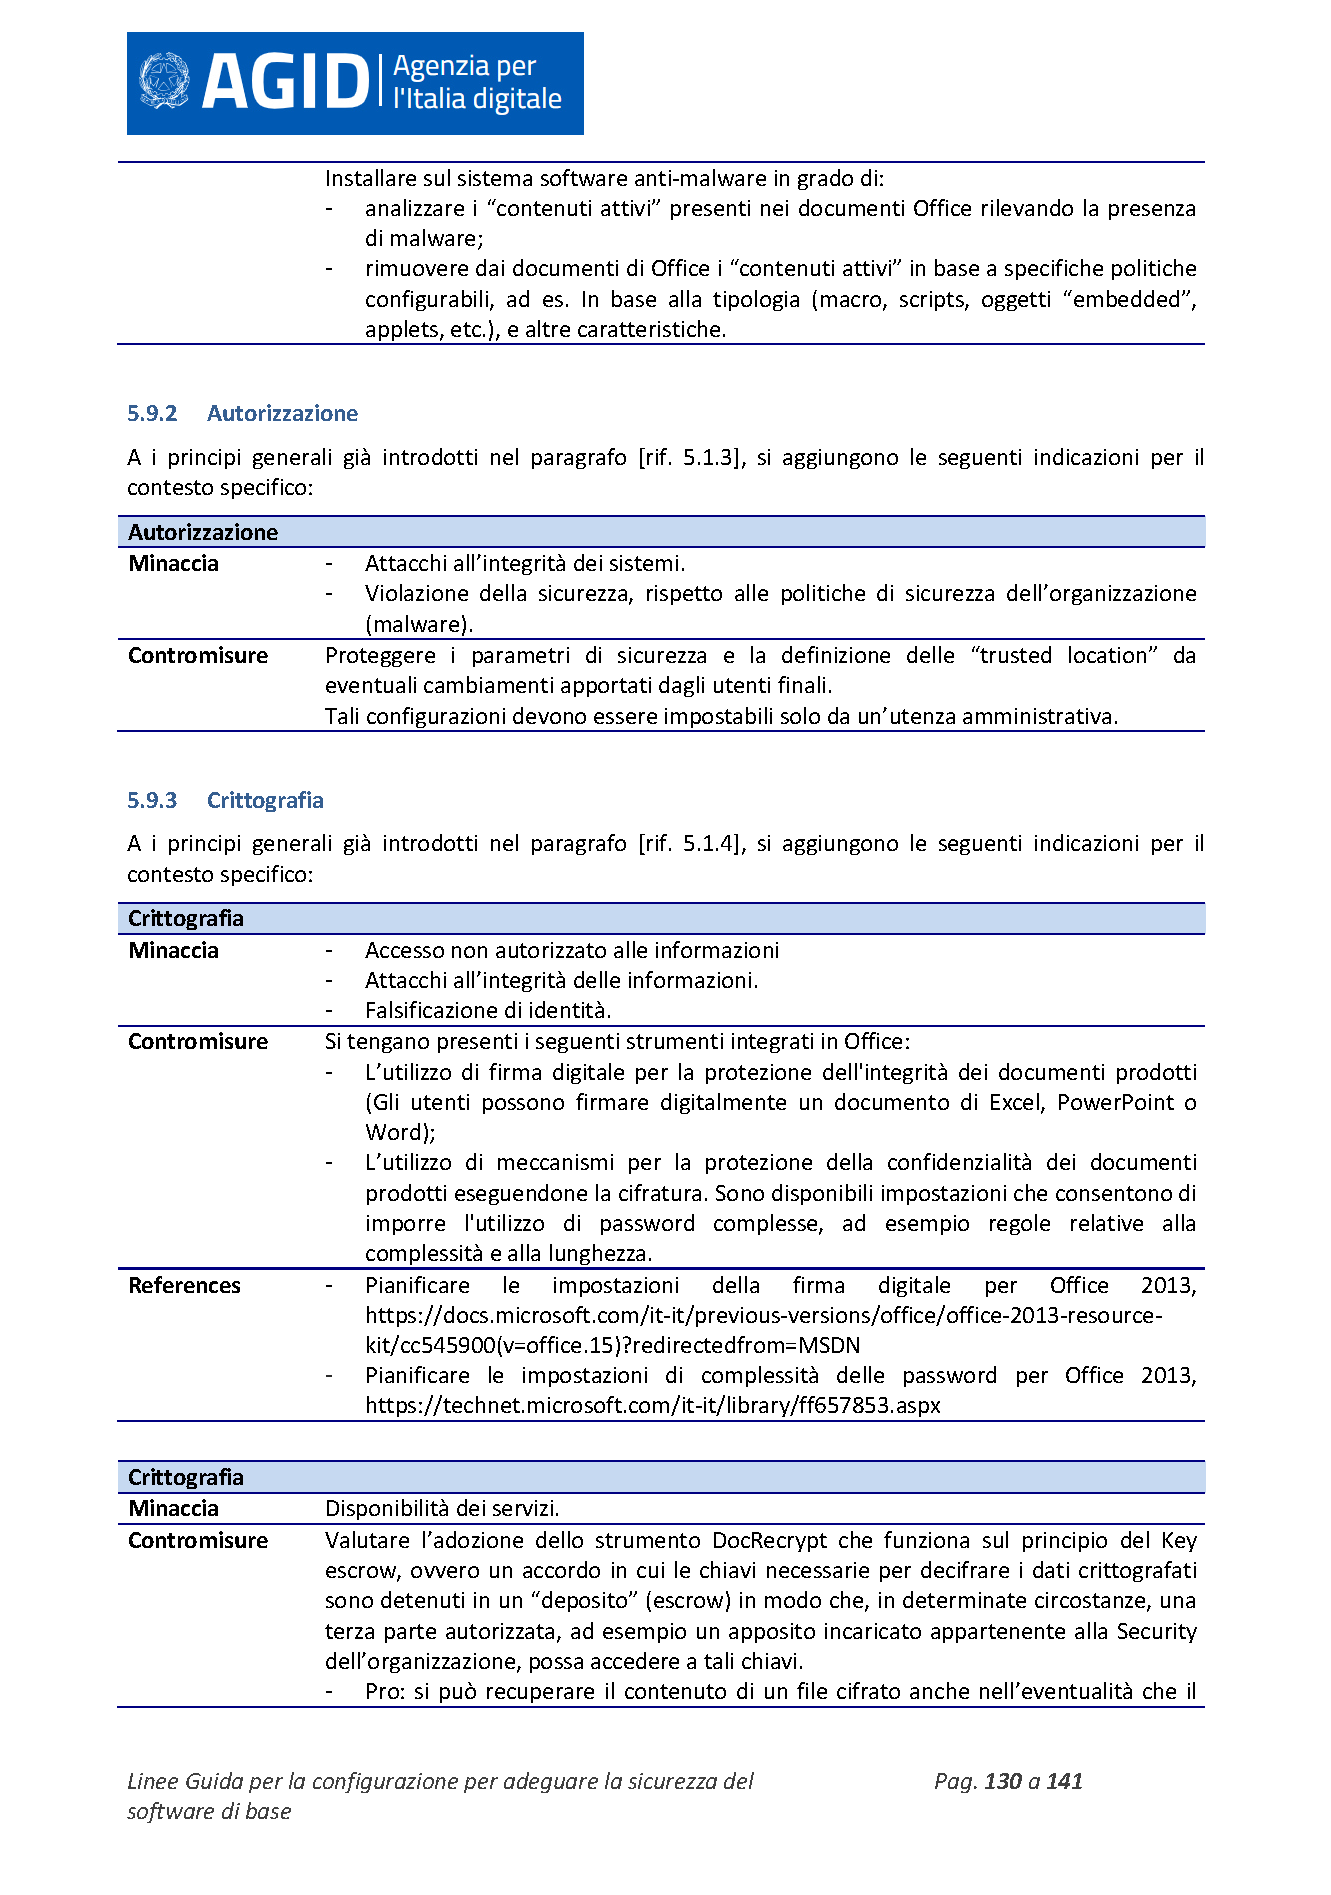 AGID Agenzia per
l'Italia digitale
Installare sul sistema software anti-malware in grado di:
- analizzare i “contenuti attivi” presenti nei documenti Office rilevando la presenza
di malware;
- rimuovere dai documenti di Office i “contenuti attivi” in base a specifiche politiche
configurabili, ad es. In base alla tipologia (macro, scripts, oggetti “embedded”,
applets, etc.), e altre caratteristiche.
5.9.2 Autorizzazione
A i principi generali già introdotti nel paragrafo [rif. 5.1.3], si aggiungono le seguenti indicazioni per il
contesto specifico:
Autorizzazione
Minaccia - Attacchi all’integrità dei sistemi.
- Violazione della sicurezza, rispetto alle politiche di sicurezza dell’organizzazione
(malware).
Contromisure Proteggere i parametri di sicurezza e la definizione delle “trusted location” da
eventuali cambiamenti apportati dagli utenti finali.
Tali configurazioni devono essere impostabili solo da un’utenza amministrativa.
5.9.3 Crittografia
A i principi generali già introdotti nel paragrafo [rif. 5.1.4], si aggiungono le seguenti indicazioni per il
contesto specifico:
Crittografia
Minaccia - Accesso non autorizzato alle informazioni
- Attacchi all’integrità delle informazioni.
- Falsificazione di identità.
Contromisure Si tengano presenti i seguenti strumenti integrati in Office:
- L’utilizzo di firma digitale per la protezione dell'integrità dei documenti prodotti
(Gli utenti possono firmare digitalmente un documento di Excel, PowerPoint o
Word);
- L’utilizzo di meccanismi per la protezione della confidenzialità dei documenti
prodotti eseguendone la cifratura. Sono disponibili impostazioni che consentono di
imporre l'utilizzo di password complesse, ad esempio regole relative alla
complessità e alla lunghezza.
References - Pianificare le impostazioni della firma digitale per Office 2013,
https://docs.microsoft.com/it-it/previous-versions/office/office-2013-resource-
kit/cc545900(v=office.15)?redirectedfrom=MSDN
- Pianificare le impostazioni di complessità delle password per Office 2013,
https://technet.microsoft.com/it-it/library/ff657853.aspx
Crittografia
Minaccia Disponibilità dei servizi.
Contromisure Valutare l’adozione dello strumento DocRecrypt che funziona sul principio del Key
escrow, ovvero un accordo in cui le chiavi necessarie per decifrare i dati crittografati
sono detenuti in un “deposito” (escrow) in modo che, in determinate circostanze, una
terza parte autorizzata, ad esempio un apposito incaricato appartenente alla Security
dell’organizzazione, possa accedere a tali chiavi.
- Pro: si può recuperare il contenuto di un file cifrato anche nell’eventualità che il
Linee Guida per la configurazione per adeguare la sicurezza del Pag. 130 a 141
software di base